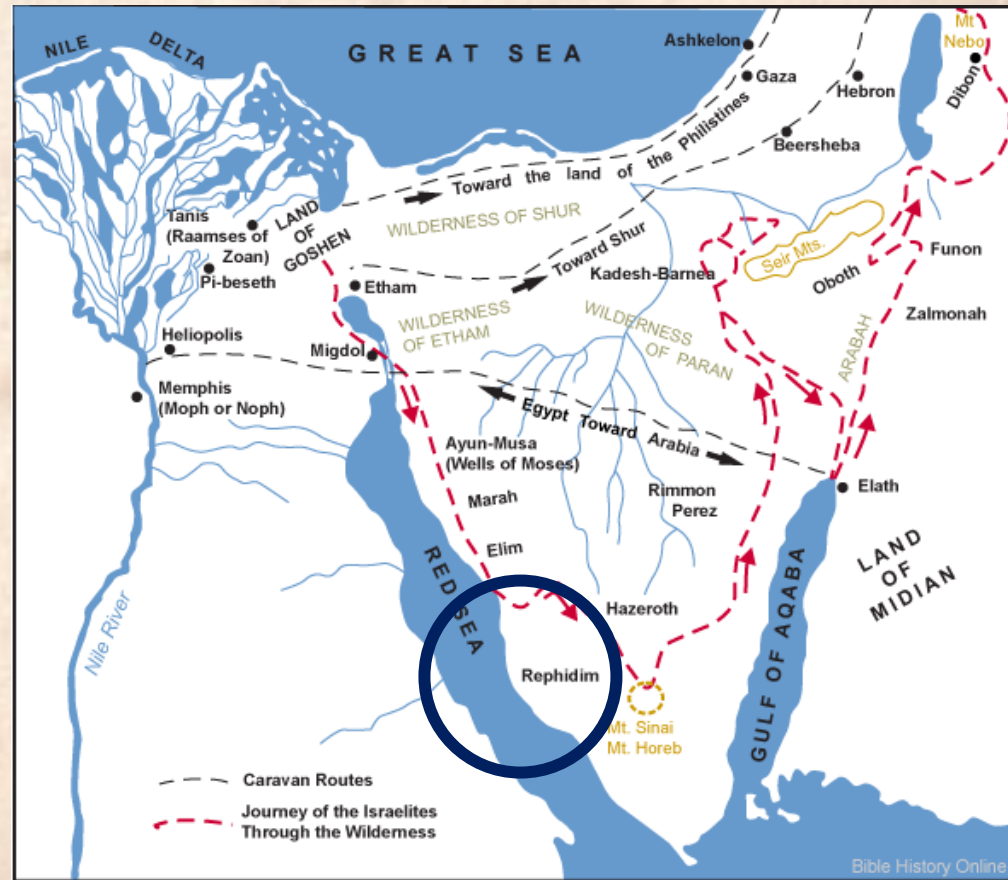 NILE DELTA
GREAT SEA
Mt
Nebo
Ashkelon
Gaza
Hebron
Dibon
Beersheba
Toward the land of the Philistines
Tanis
(Raamses of
Zoan)
LAND
OF
GOSHEN
WILDERNESS OF SHUR
Toward Shur
Seir Mts.
Funon
Pi-beseth
Etham
Kadesh-Barnea
Oboth
Zalmonah
Heliopolis
Migdol
WILDERNESS
OF ETHAM
WILDERNESS
OF PARAN
ARABAH
Memphis
(Moph or Noph)
Egypt Toward Arabia
Ayun-Musa
(Wells of Moses)
Marah
Rimmon
Perez
Elath
Elim
RED SEA
LAND
OF
MIDIAN
Hazeroth
Nile River
Rephidim
GULF OF AQABA
Mt. Sinai
Mt. Horeb
Caravan Routes
Journey of the Israelites
Through the Wilderness
Bible History Online